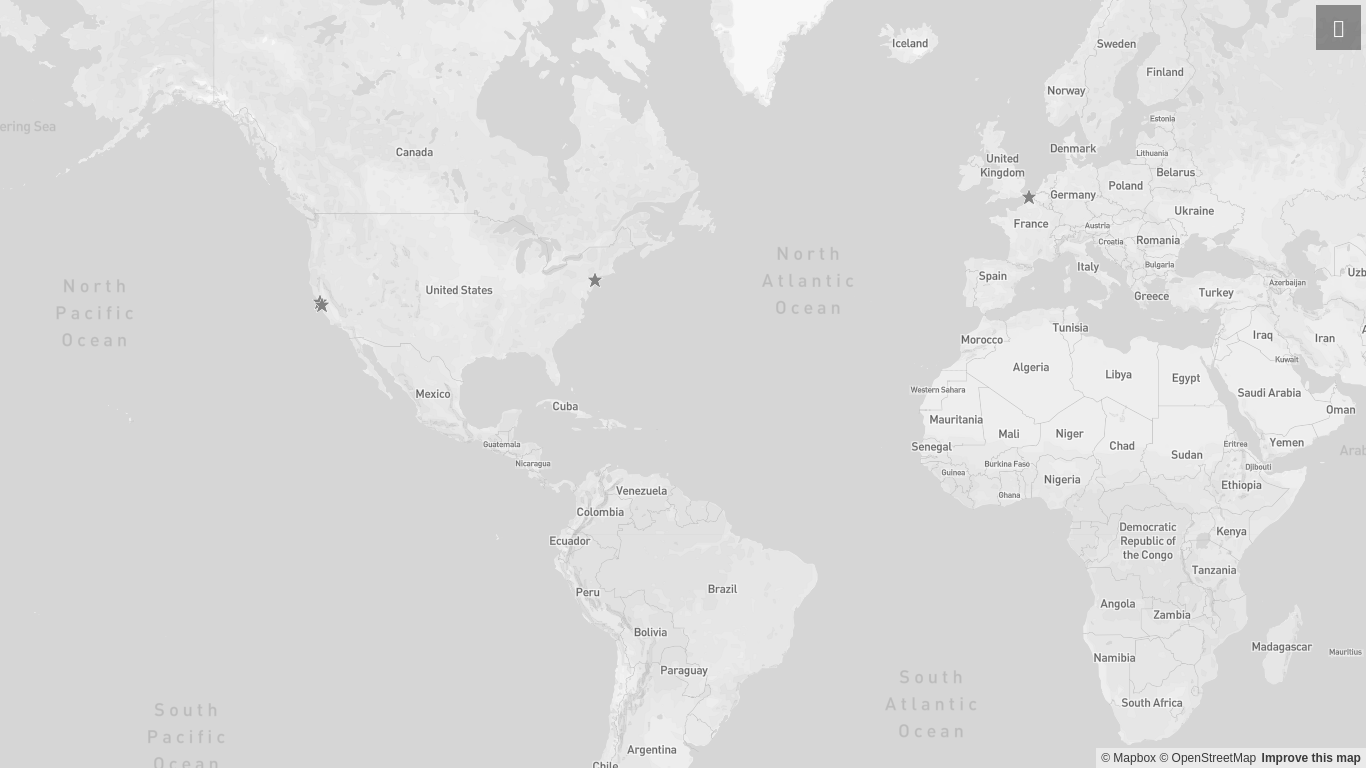 Iceland
Sweden
Finland
Norway
ering Sea
Estonia
Canada
Denmark
Lithuania
United
Kingdom
Belarus
Poland
Germany
Ukraine
France
Austria
Croatia
Romania
North
Atlantic
Ocean
Bulgaria
Italy
Uzb
Spain
Azerbaijan
North
Pacific
Ocean
United States
Turkey
Greece
Tunisia
Iraq
Iran
Morocco
Kuwait
Algeria
Libya
Egypt
Western Sahara
Saudi Arabia
Mexico
Cuba
Oman
Mauritania
Mali
Niger
Guatemala
Senegal
Chad
Eritrea
Yemen
Arab
Sudan
Nicaragua
Burkina Faso
Djibouti
Guinea
Nigeria
Ethiopia
Venezuela
Ghana
Colombia
Democratic
Republic of
the Congo
Kenya
Ecuador
Tanzania
Brazil
Peru
Angola
Zambia
Bolivia
Madagascar
Mauritius
Namibia
Paraguay
South
Atlantic
Ocean
South Africa
South
Pacific
Ocean
Argentina
Chile
© Mapbox © OpenStreetMap Improve this map